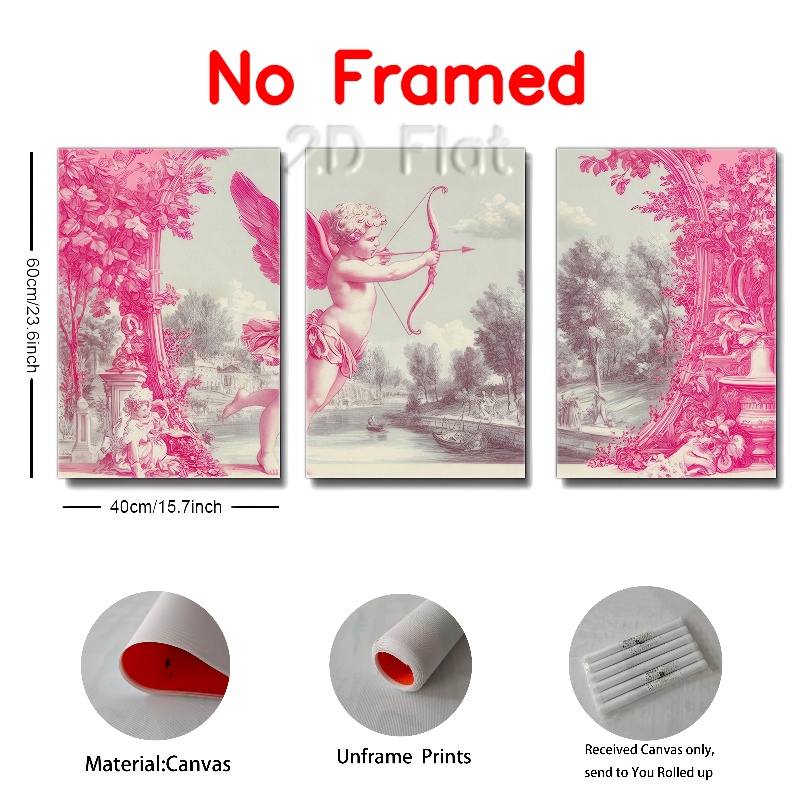 No Framed
2D Flat
60cm/23.6inch
40cm/15.7inch
Material:Canvas
Unframe Prints
Received Canvas only,
send to You Rolled up